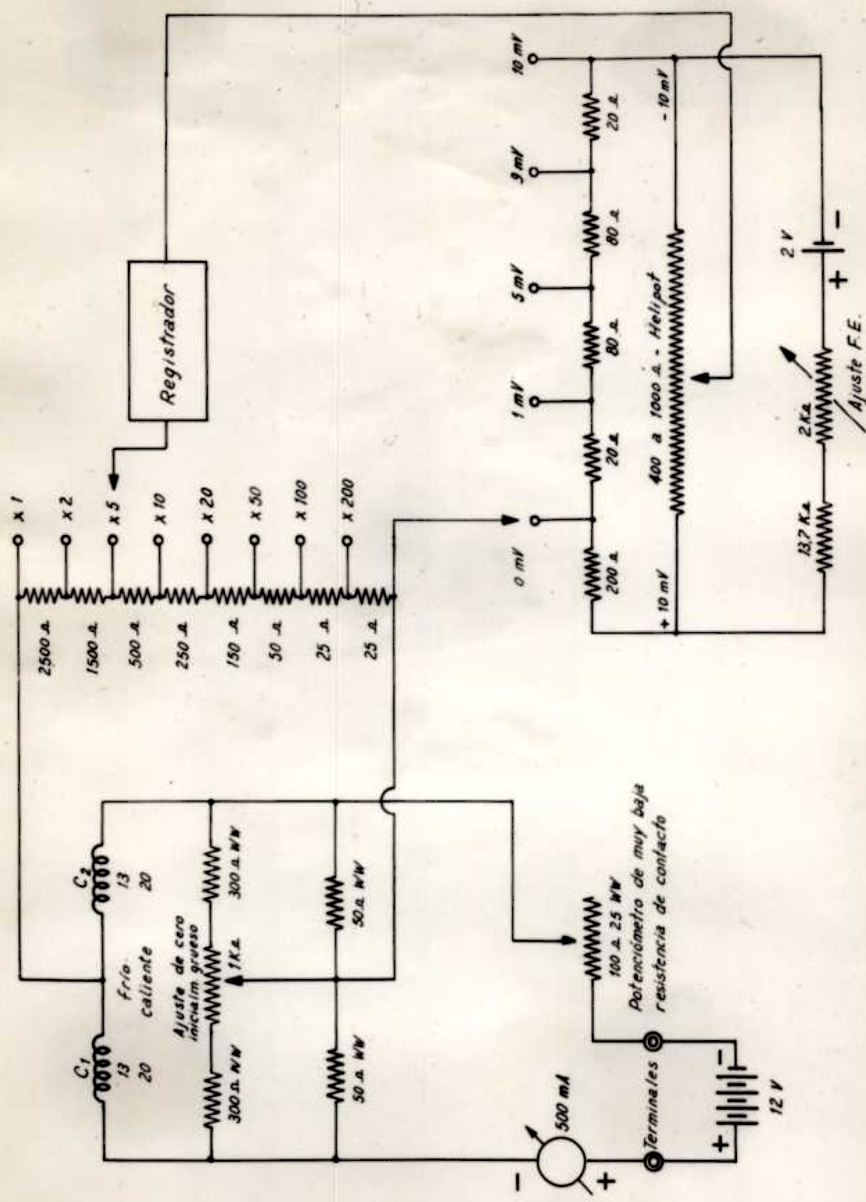 C1
13
20
Frío
caliente
C2
13
20
Ajuste de cero
inicialm grueso
300 Ω WW
1 KΩ
300 Ω WW
50 Ω WW
50 Ω WW
2500 Ω
1500 Ω
500 Ω
250 Ω
150 Ω
50 Ω
25 Ω
25 Ω
x 1
x 2
x 5
x 10
x 20
x 50
x 100
x 200
Registrador
-
500 mA
+
Terminales
+
-
12 V
100 Ω 25 WW
Potenciómetro de muy baja
resistencia de contacto
0 mV
1 mV
5 mV
9 mV
10 mV
200 Ω
20 Ω
80 Ω
80 Ω
20 Ω
+ 10 mV
- 10 mV
400 a 1000 Ω - Helipot
13,7 KΩ
2 KΩ
Ajuste F.E.
+
2 V
-